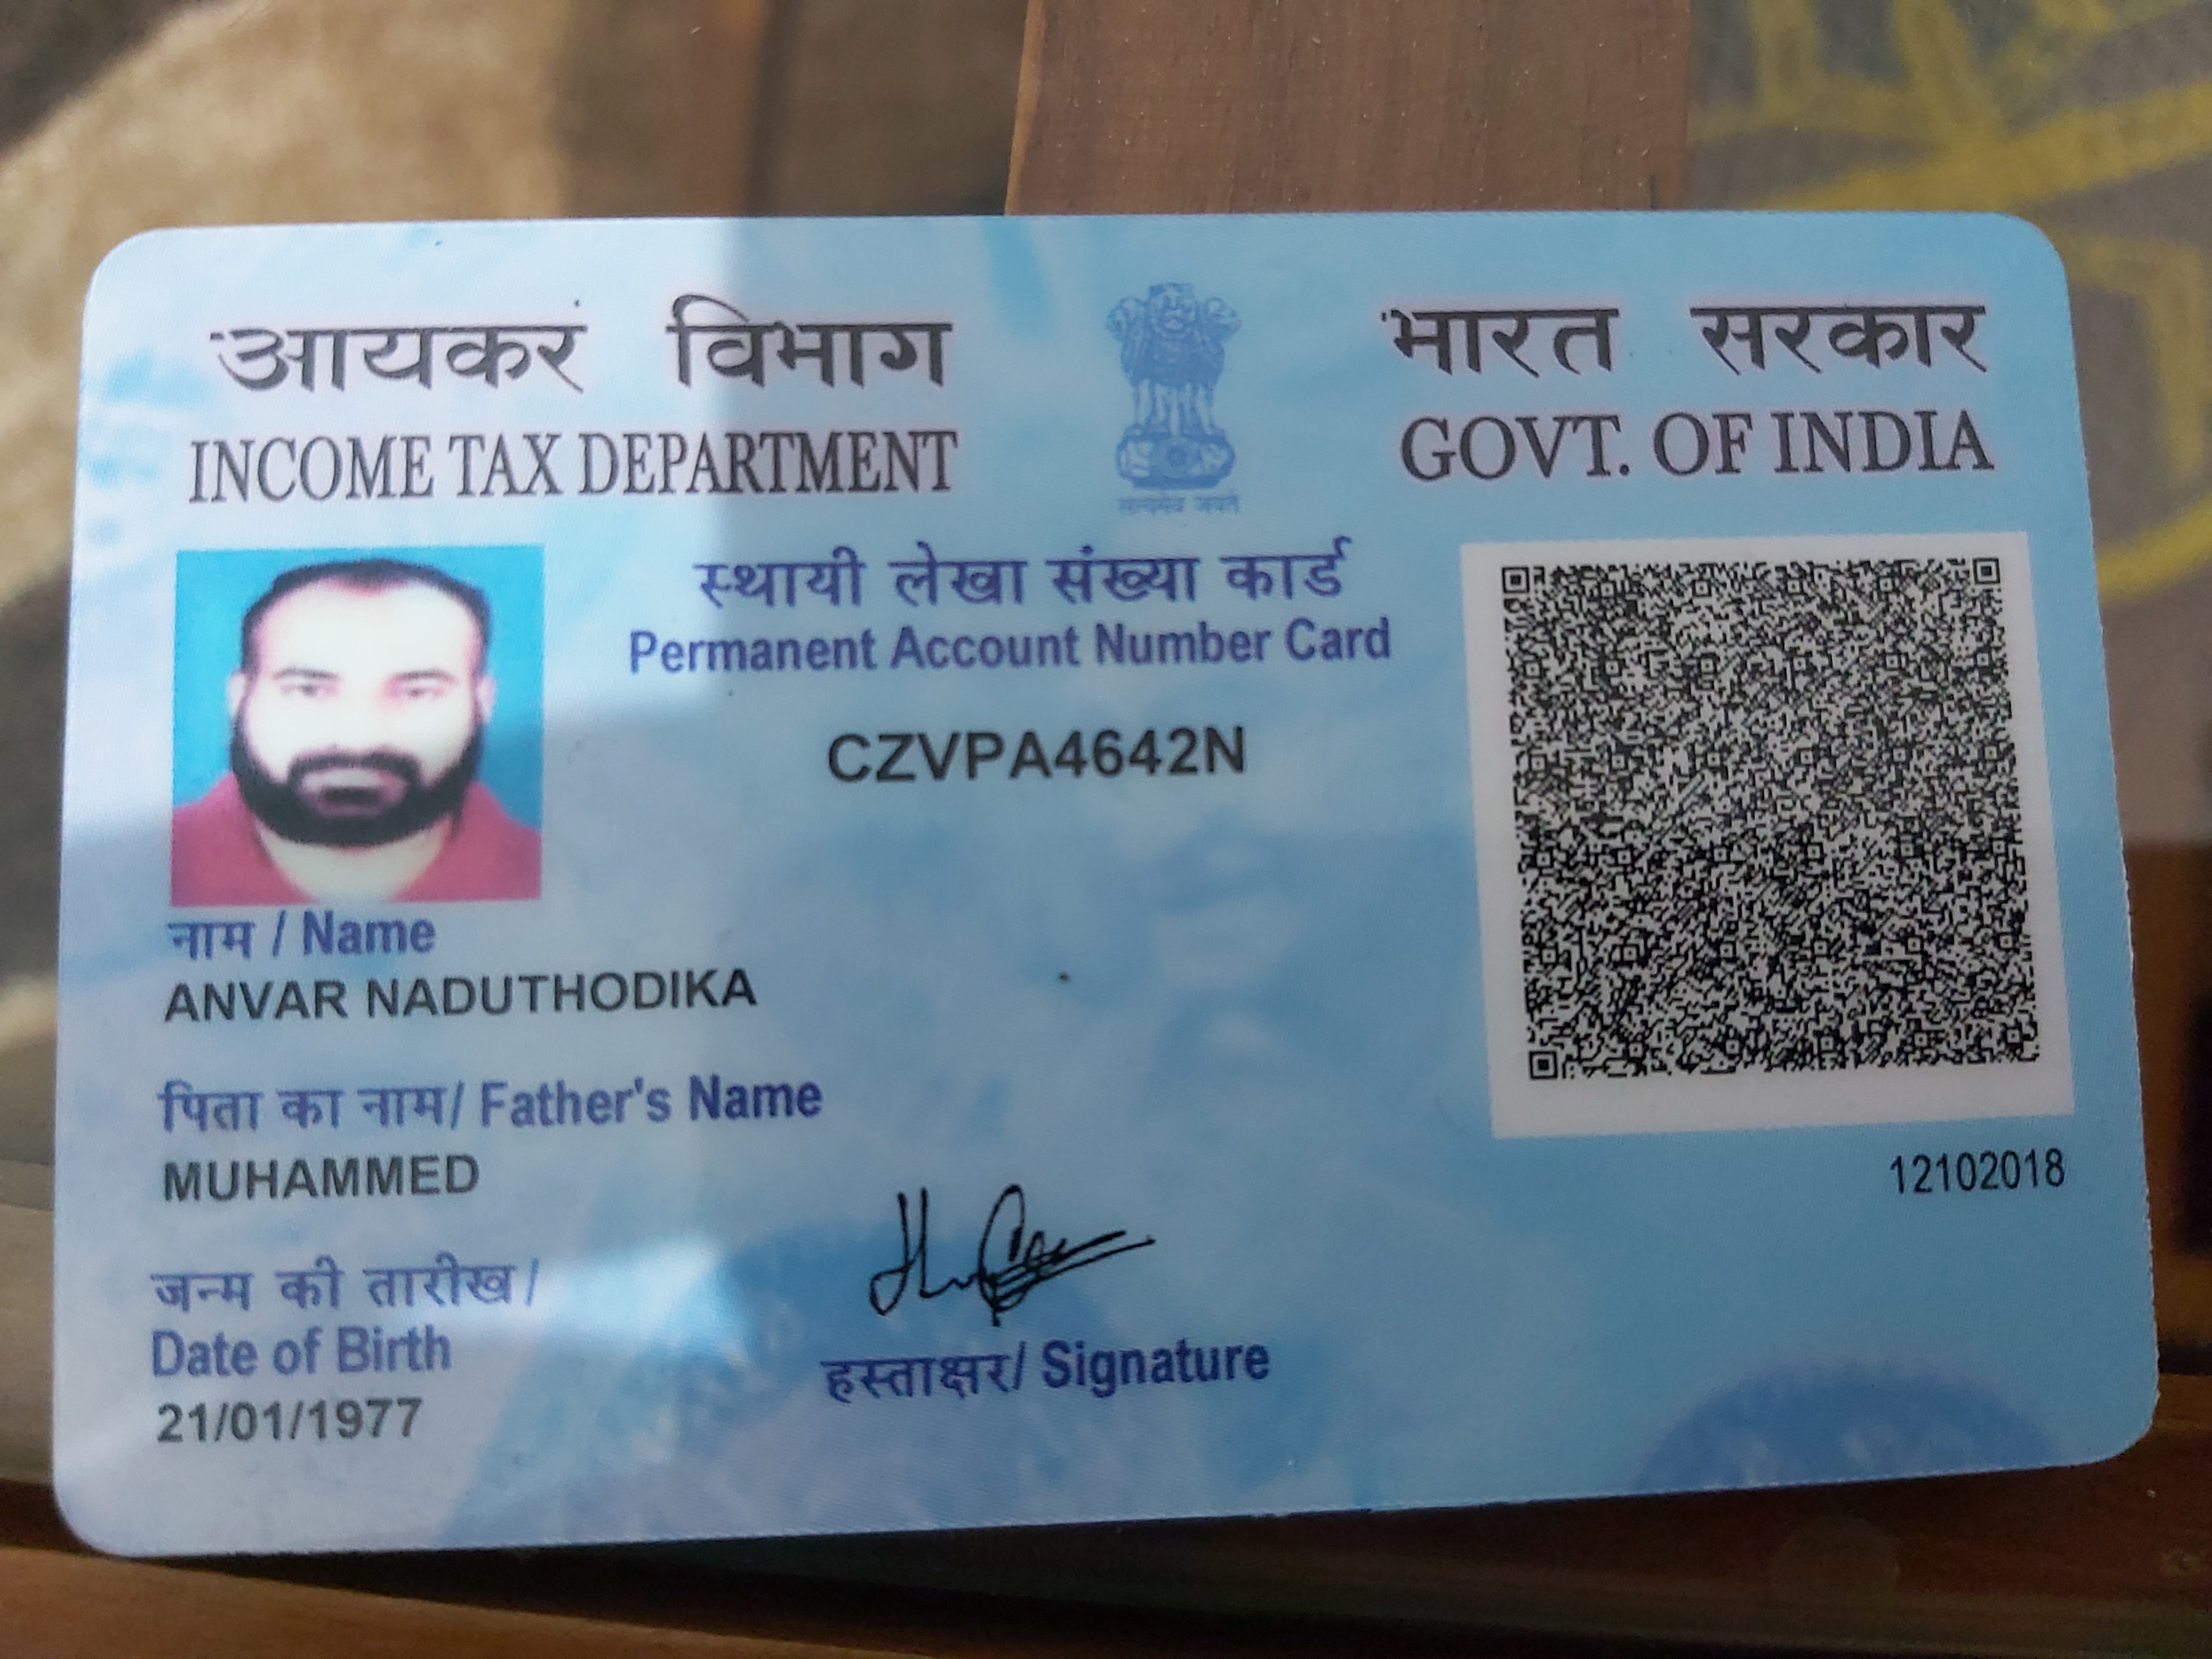 आयकर विभाग
INCOME TAX DEPARTMENT
भारत सरकार
GOVT. OF INDIA
स्थायी लेखा संख्या कार्ड
Permanent Account Number Card
CZVPA4642N
नाम / Name
ANVAR NADUTHODIKA
पिता का नाम/ Father's Name
MUHAMMED
जन्म की तारीख /
Date of Birth
21/01/1977
हस्ताक्षर/ Signature
12102018